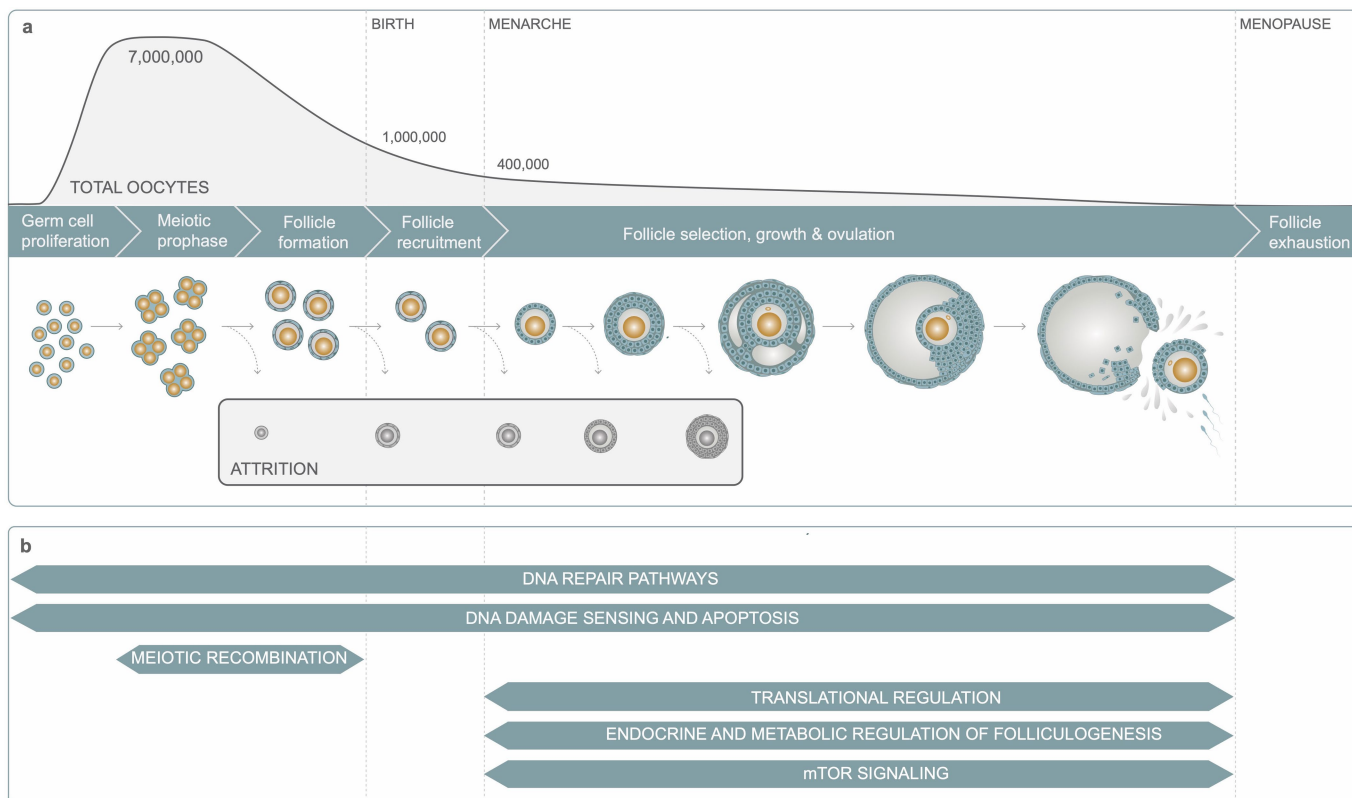 a
BIRTH
MENARCHE
MENOPAUSE
7,000,000
1,000,000
400,000
TOTAL OOCYTES
Germ cell
proliferation
Meiotic
prophase
Follicle
formation
Follicle
recruitment
Follicle selection, growth & ovulation
Follicle
exhaustion
ATTRITION
b
DNA REPAIR PATHWAYS
DNA DAMAGE SENSING AND APOPTOSIS
MEIOTIC RECOMBINATION
TRANSLATIONAL REGULATION
ENDOCRINE AND METABOLIC REGULATION OF FOLLICULOGENESIS
mTOR SIGNALING